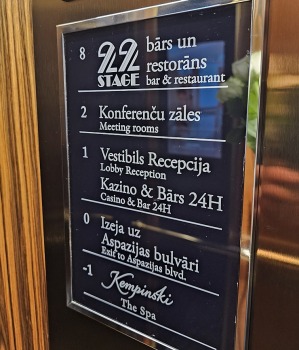 8 22 STAGE bārs un
restorāns
bar & restaurant
2 Konferenču zāles
Meeting rooms
1 Vestibils Recepcija
Lobby Reception
Kazino & Bārs 24H
Casino & Bar 24H
0 Izeja uz
Aspazijas bulvāri
Exit to Aspazijas blvd.
-1 Kempinski
The Spa